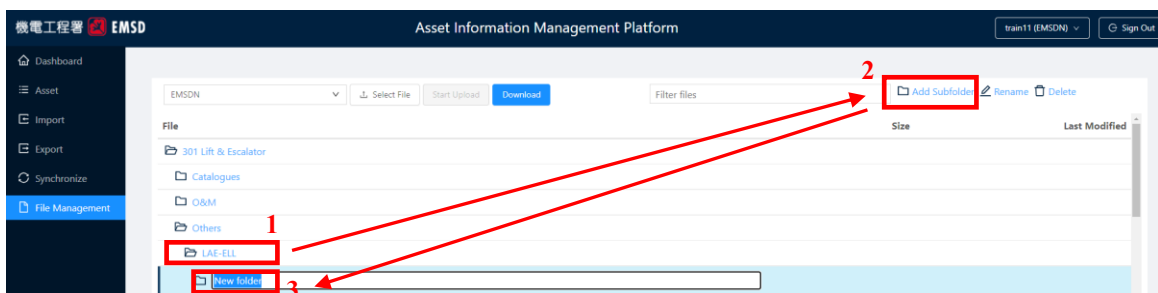 機電工程署 EMSD Asset Information Management Platform train11 (EMSDN) Sign Out
Dashboard
2
Asset EMSDN Select File Start Upload Download Filter files Add Subfolder Rename Delete
Import File Size Last Modified
Export 301 Lift & Escalator
Synchronize Catalogues
File Management O&M
1
Others
LAE-ELL
New folder
3